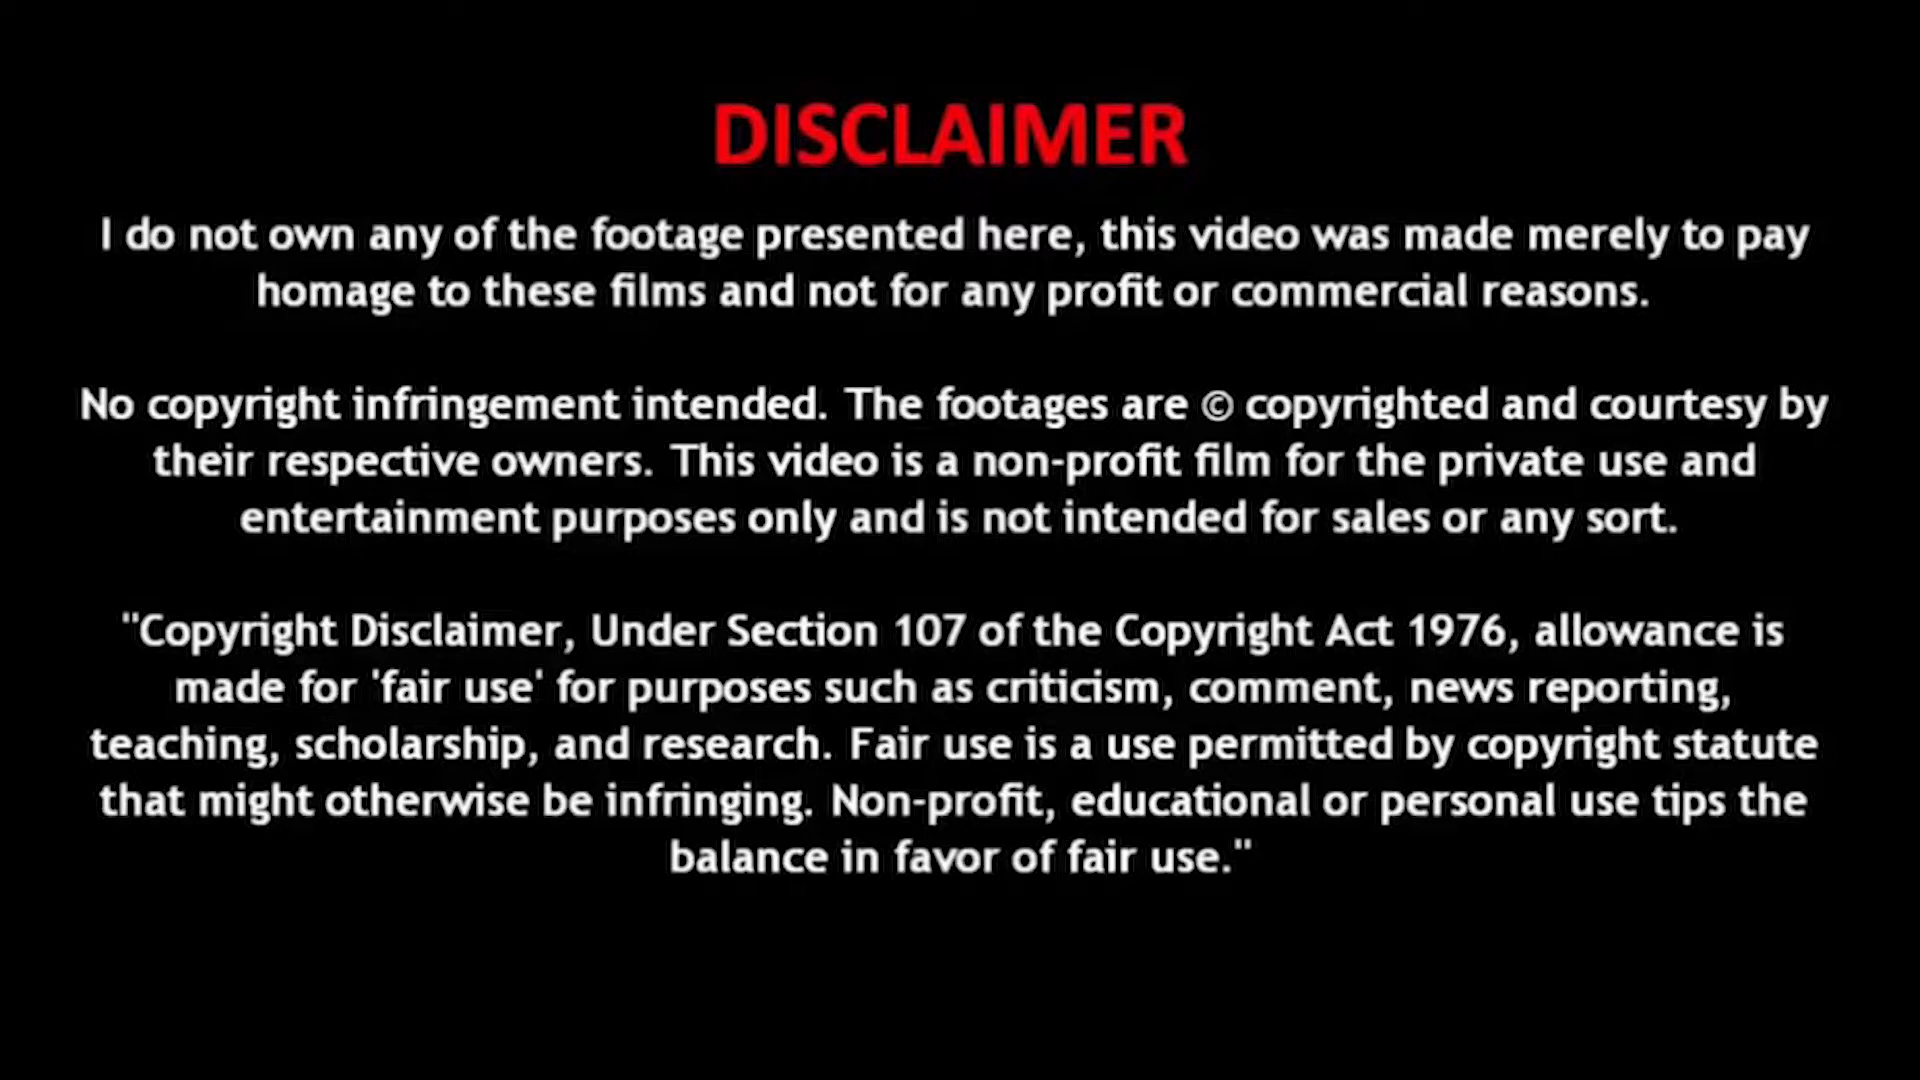 DISCLAIMER
I do not own any of the footage presented here, this video was made merely to pay
homage to these films and not for any profit or commercial reasons.
No copyright infringement intended. The footages are © copyrighted and courtesy by
their respective owners. This video is a non-profit film for the private use and
entertainment purposes only and is not intended for sales or any sort.
"Copyright Disclaimer, Under Section 107 of the Copyright Act 1976, allowance is
made for 'fair use' for purposes such as criticism, comment, news reporting,
teaching, scholarship, and research. Fair use is a use permitted by copyright statute
that might otherwise be infringing. Non-profit, educational or personal use tips the
balance in favor of fair use."